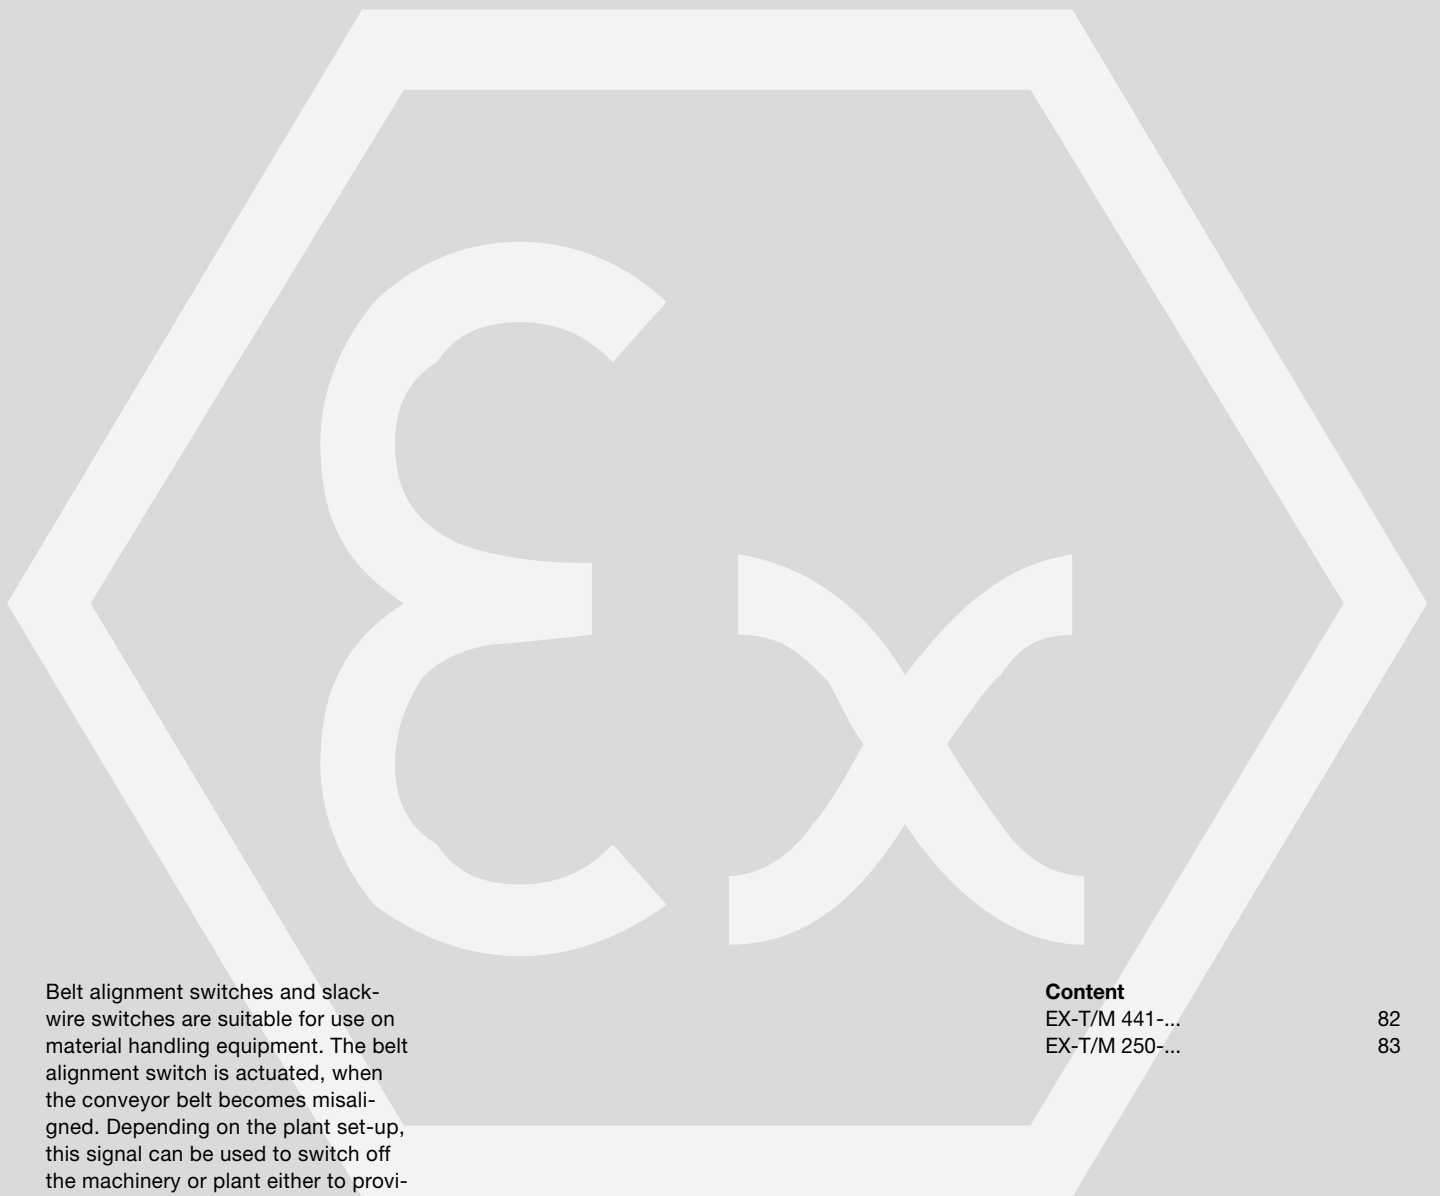 Ex
Belt alignment switches and slack-
wire switches are suitable for use on
material handling equipment. The belt
alignment switch is actuated, when
the conveyor belt becomes misali-
gned. Depending on the plant set-up,
this signal can be used to switch off
the machinery or plant either to provi-
Content
EX-T/M 441-... 82
EX-T/M 250-... 83